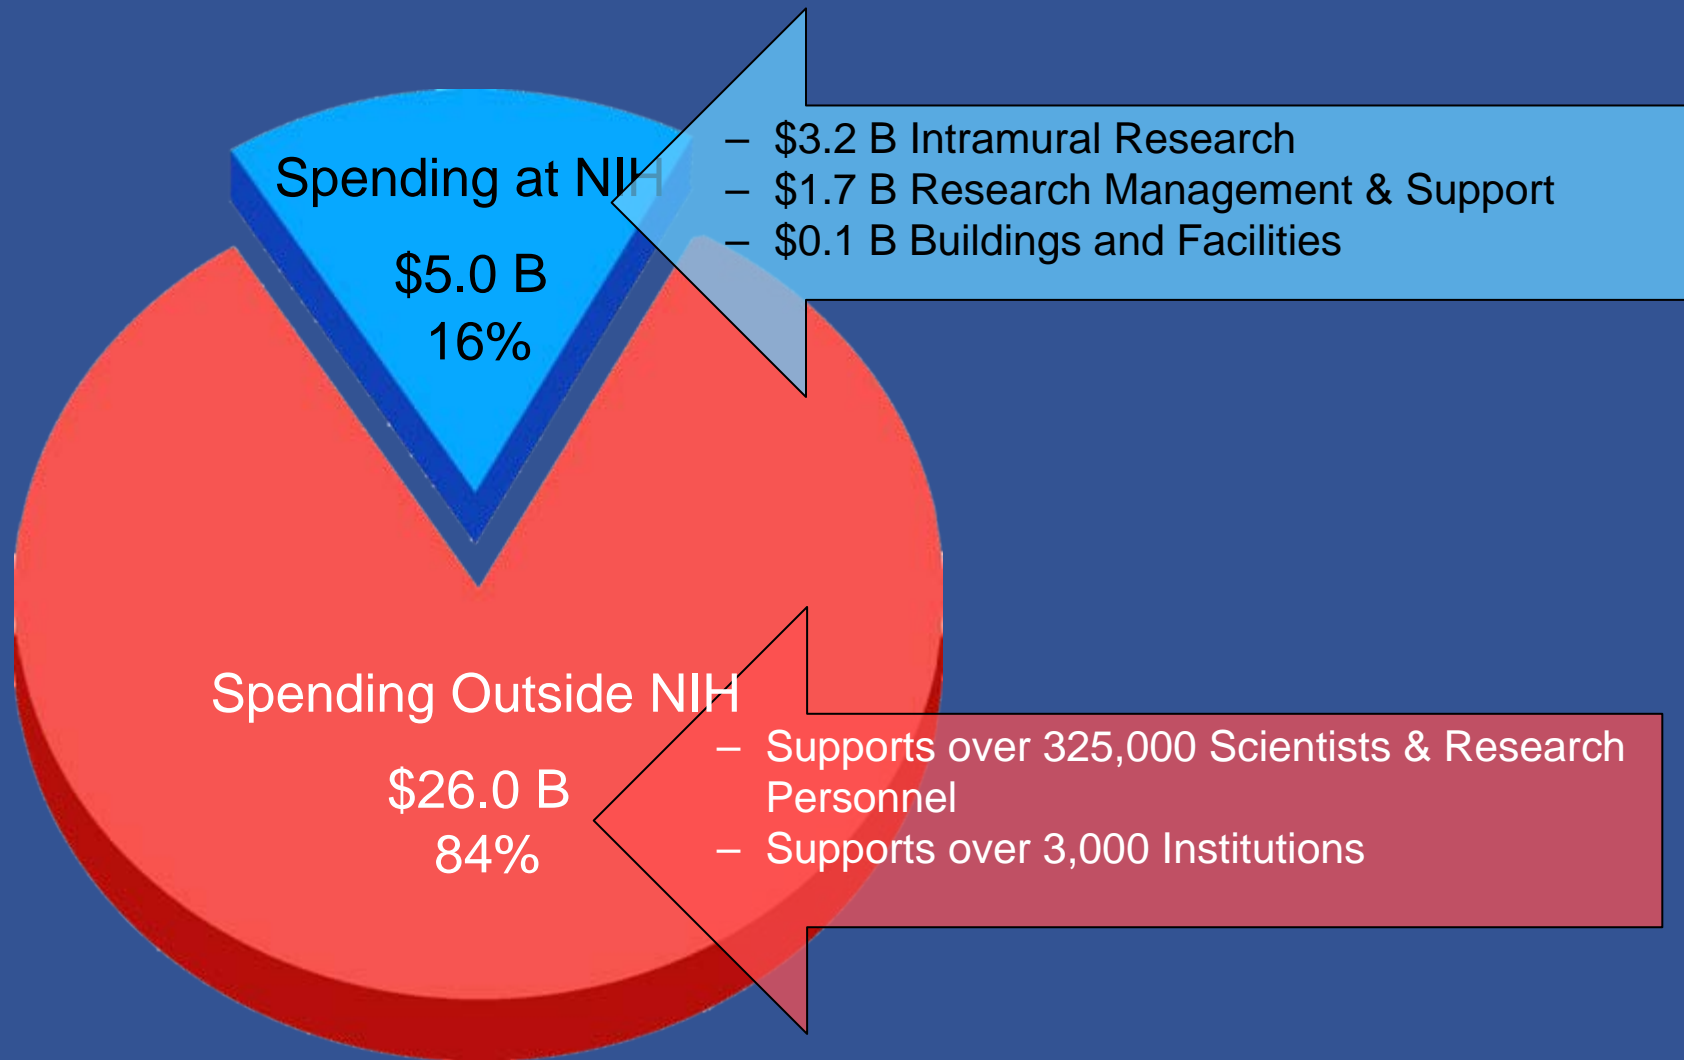 Spending at NIH
$5.0 B
16%
– $3.2 B Intramural Research
– $1.7 B Research Management & Support
– $0.1 B Buildings and Facilities
Spending Outside NIH
$26.0 B
84%
– Supports over 325,000 Scientists & Research
Personnel
– Supports over 3,000 Institutions